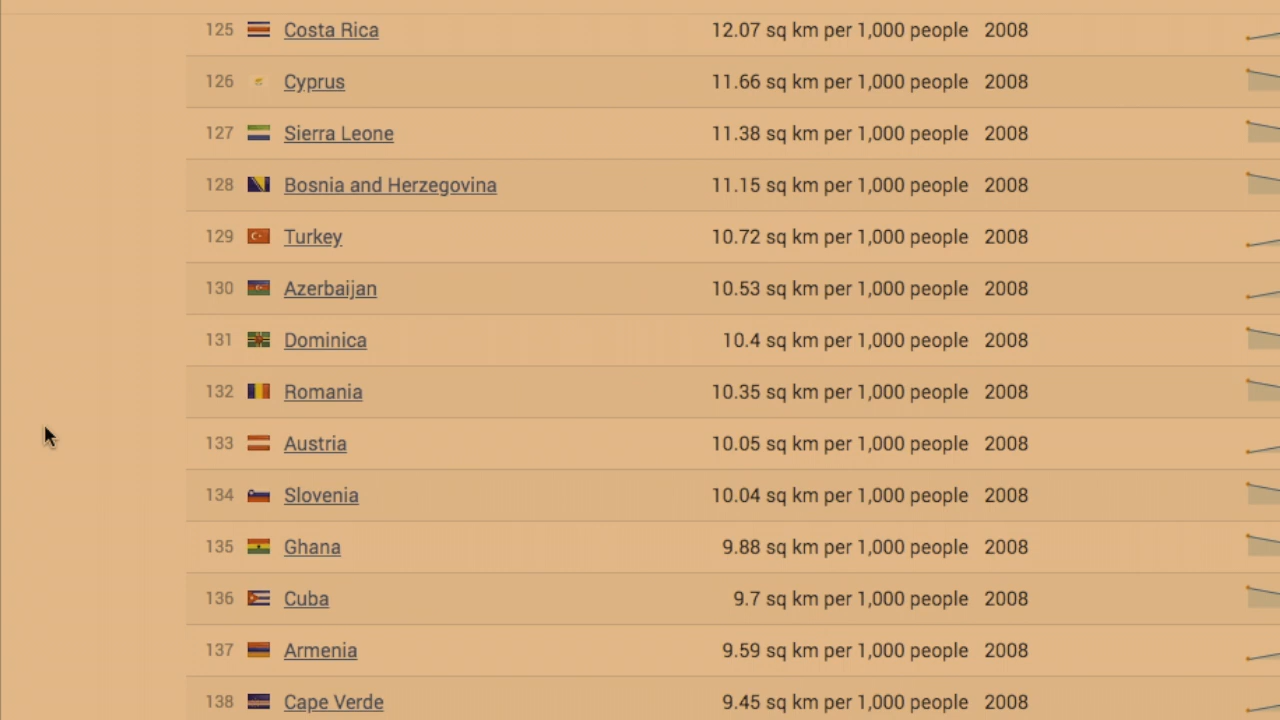 125 Costa Rica 12.07 sq km per 1,000 people 2008
126 Cyprus 11.66 sq km per 1,000 people 2008
127 Sierra Leone 11.38 sq km per 1,000 people 2008
128 Bosnia and Herzegovina 11.15 sq km per 1,000 people 2008
129 Turkey 10.72 sq km per 1,000 people 2008
130 Azerbaijan 10.53 sq km per 1,000 people 2008
131 Dominica 10.4 sq km per 1,000 people 2008
132 Romania 10.35 sq km per 1,000 people 2008
133 Austria 10.05 sq km per 1,000 people 2008
134 Slovenia 10.04 sq km per 1,000 people 2008
135 Ghana 9.88 sq km per 1,000 people 2008
136 Cuba 9.7 sq km per 1,000 people 2008
137 Armenia 9.59 sq km per 1,000 people 2008
138 Cape Verde 9.45 sq km per 1,000 people 2008